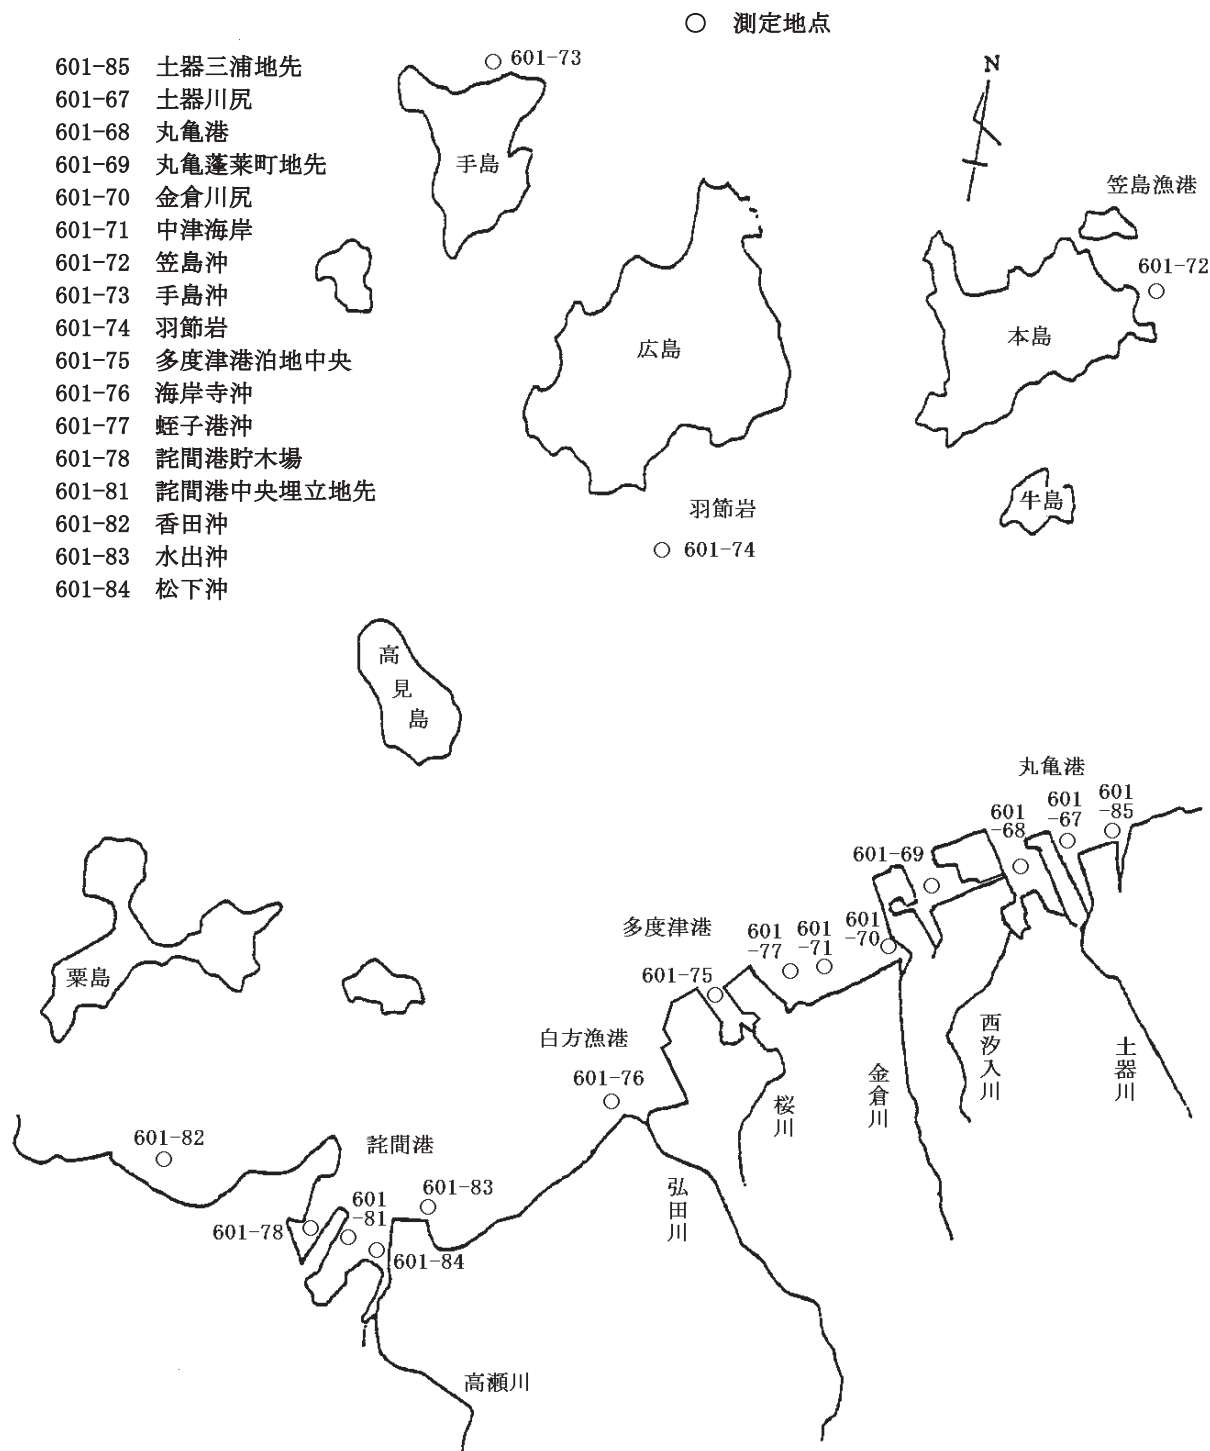 ○ 測定地点
601-85 土器三浦地先
601-67 土器川尻
601-68 丸亀港
601-69 丸亀蓬莱町地先
601-70 金倉川尻
601-71 中津海岸
601-72 笠島沖
601-73 手島沖
601-74 羽節岩
601-75 多度津港泊地中央
601-76 海岸寺沖
601-77 蛭子港沖
601-78 詫間港貯木場
601-81 詫間港中央埋立地先
601-82 香田沖
601-83 水出沖
601-84 松下沖
601-73
手島
N
笠島漁港
601-72
広島
本島
羽節岩
601-74
牛島
高
見
島
丸亀港
601
-85
601
-67
601
-68
601-69
601
-70
多度津港
601
-77
601
-71
601-75
粟島
白方漁港
601-76
西汐入川
土器川
金倉川
桜川
弘田川
601-82
詫間港
601-83
601
-81
601-78
601-84
高瀬川